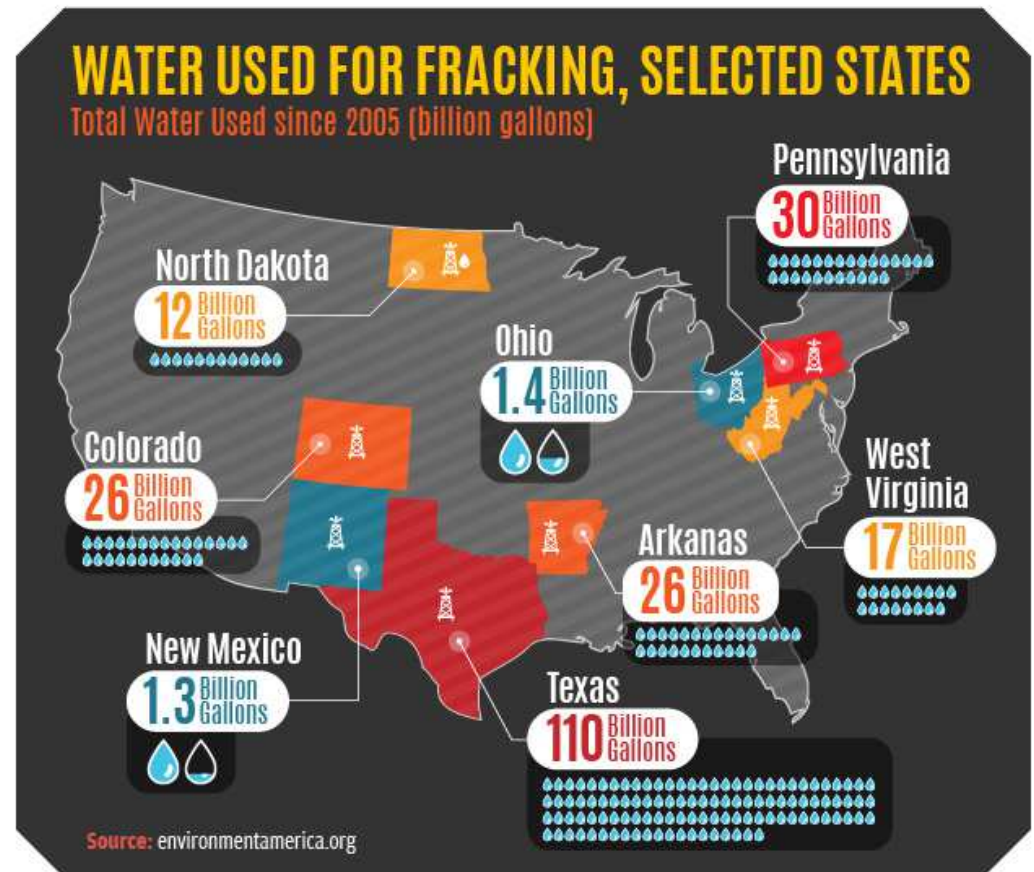 WATER USED FOR FRACKING, SELECTED STATES
Total Water Used since 2005 (billion gallons)
Pennsylvania
30 Billion
Gallons
North Dakota
12 Billion
Gallons
Ohio
1.4 Billion
Gallons
Colorado
26 Billion
Gallons
West
Virginia
17 Billion
Gallons
Arkanas
26 Billion
Gallons
New Mexico
1.3 Billion
Gallons
Texas
110 Billion
Gallons
Source: environmentamerica.org